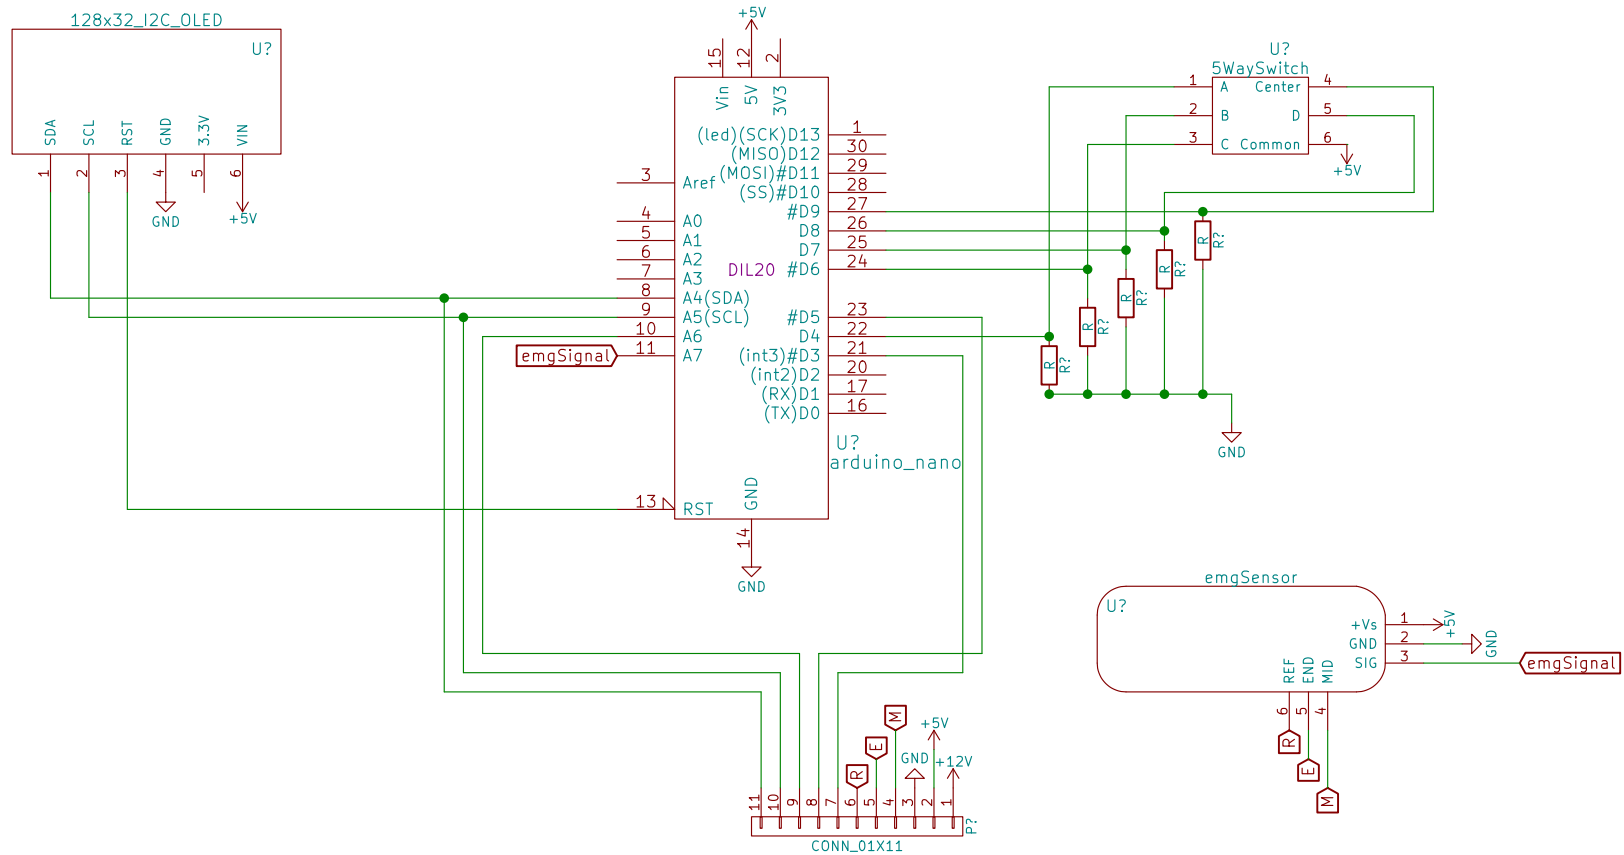 128x32_I2C_OLED
U?
SDA
SCL
RST
GND
3.3V
VIN
1
2
3
4
5
6
GND
+5V
+5V
15
12
2
Vin
5V
3V3
3
Aref
4
A0
5
A1
6
A2
7
A3
8
A4(SDA)
9
A5(SCL)
10
A6
11
A7
emgSignal
13
RST
DIL20
(led)(SCK)D13
1
(MISO)D12
30
(MOSI)#D11
29
(SS)#D10
28
#D9
27
D8
26
D7
25
#D6
24
#D5
23
D4
22
(int3)#D3
21
(int2)D2
20
(RX)D1
17
(TX)D0
16
U?
arduino_nano
GND
14
GND
U?
5WaySwitch
1
A
2
B
3
C
Center
4
D
5
Common
6
+5V
R
R?
R
R?
R
R?
R
R?
R
R?
GND
emgSensor
U?
+Vs
1
+5V
GND
2
GND
SIG
3
emgSignal
REF
END
MID
6
5
4
R
E
M
M
E
R
+5V
GND
+12V
11
10
9
8
7
6
5
4
3
2
1
P?
CONN_01X11